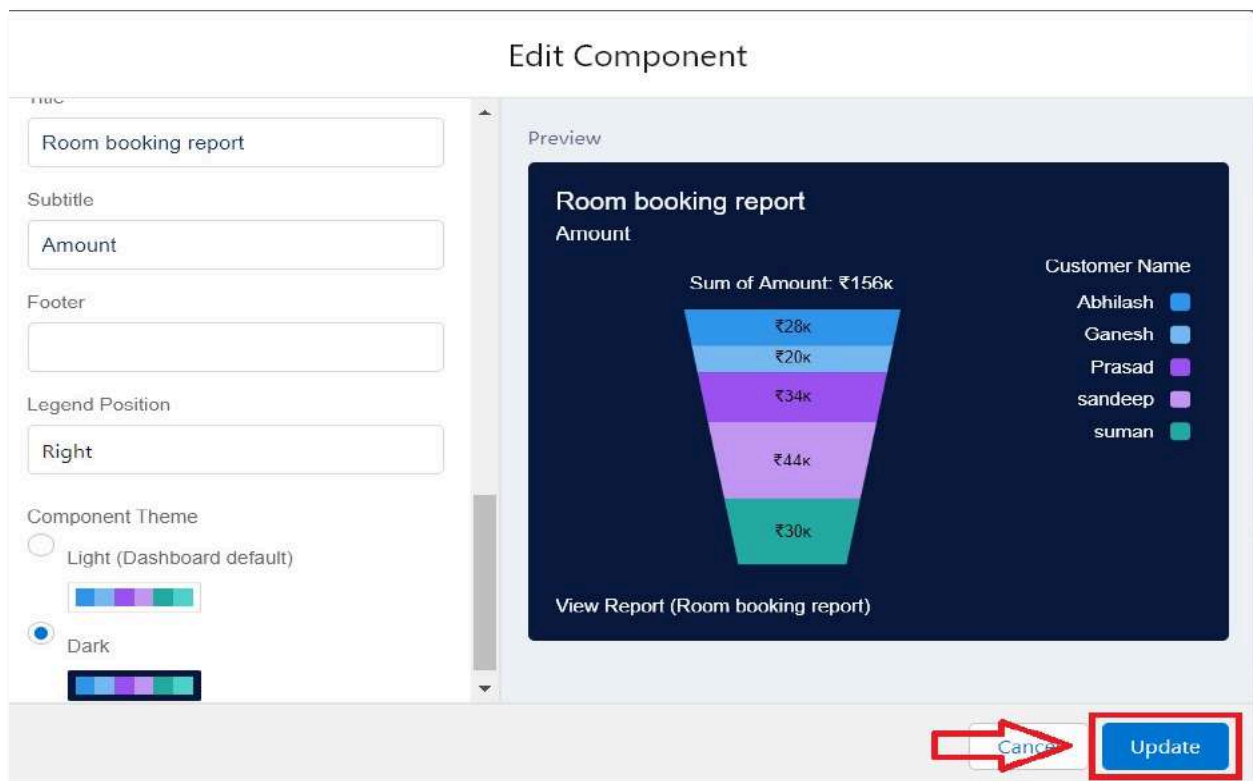 Edit Component
Title
Room booking report
Subtitle
Amount
Footer
Legend Position
Right
Component Theme
Light (Dashboard default)
Dark
Preview
Room booking report
Amount
Sum of Amount: ₹156K
₹28K
₹20K
₹34K
₹44K
₹30K
Customer Name
Abhilash
Ganesh
Prasad
sandeep
suman
View Report (Room booking report)
Cancel
Update